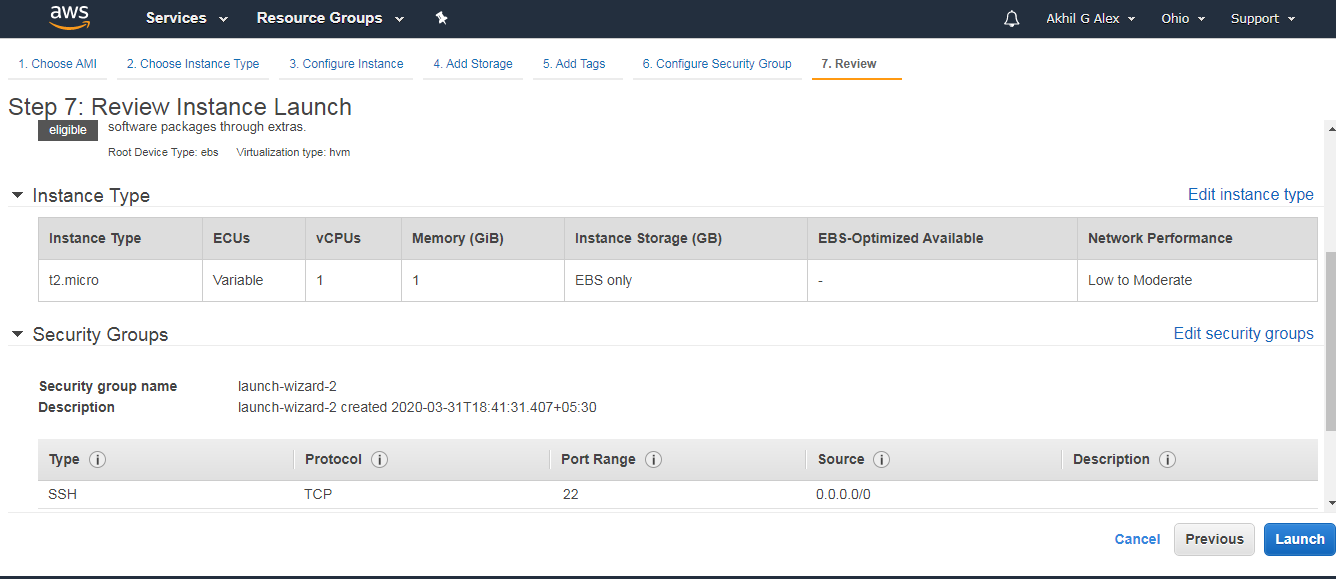 aws Services Resource Groups Akhil G Alex Ohio Support
1. Choose AMI 2. Choose Instance Type 3. Configure Instance 4. Add Storage 5. Add Tags 6. Configure Security Group 7. Review
Step 7: Review Instance Launch
eligible software packages through extras.
Root Device Type: ebs Virtualization type: hvm
Instance Type Edit instance type
Instance Type ECUs vCPUs Memory (GiB) Instance Storage (GB) EBS-Optimized Available Network Performance
t2.micro Variable 1 1 EBS only - Low to Moderate
Security Groups Edit security groups
Security group name launch-wizard-2
Description launch-wizard-2 created 2020-03-31T18:41:31.407+05:30
Type i Protocol i Port Range i Source i Description i
SSH TCP 22 0.0.0.0/0
Cancel Previous Launch